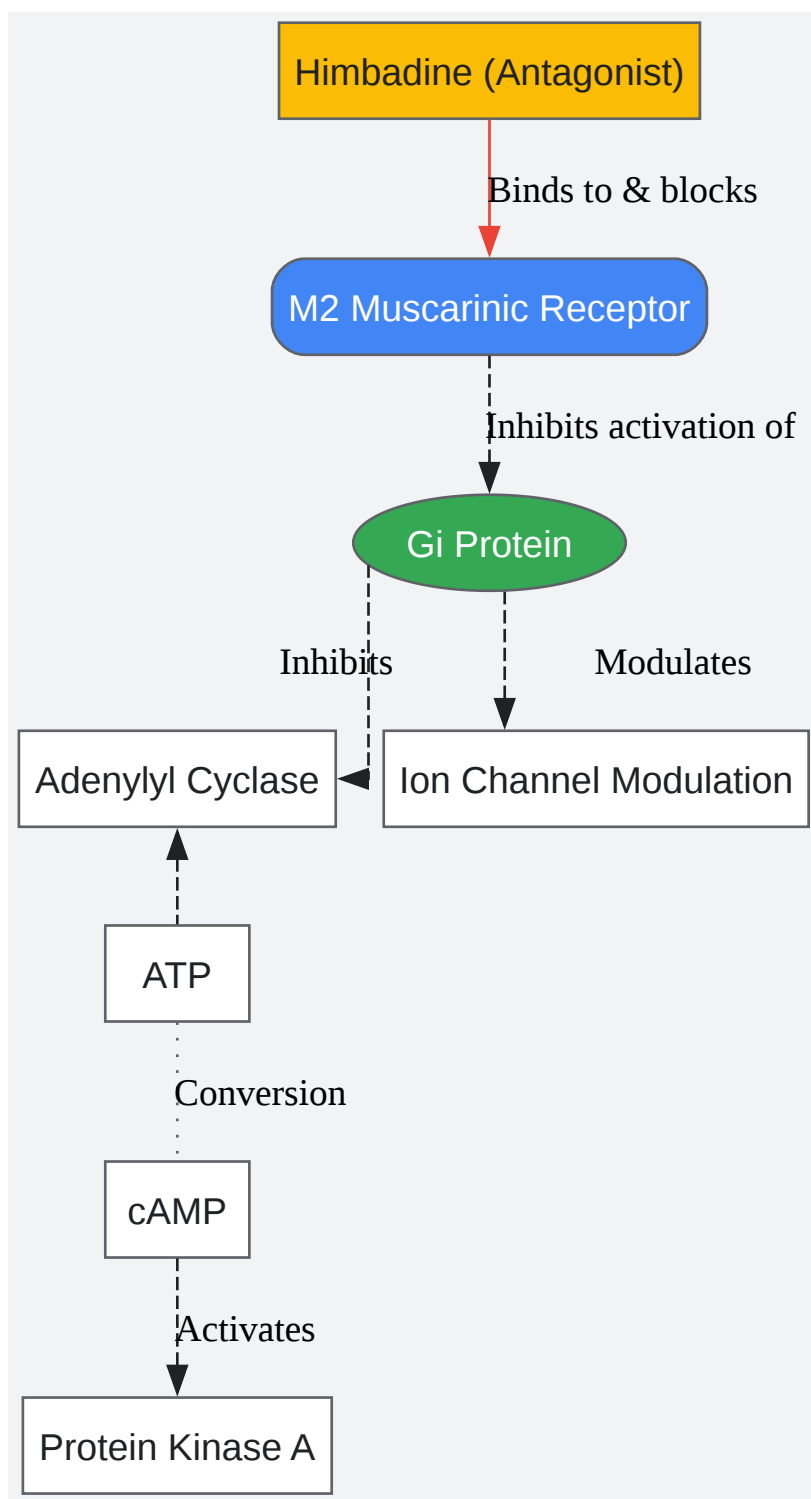 Himbadine (Antagonist)
Binds to & blocks
M2 Muscarinic Receptor
Inhibits activation of
Gi Protein
Inhibits
Modulates
Adenylyl Cyclase
Ion Channel Modulation
ATP
Conversion
cAMP
Activates
Protein Kinase A